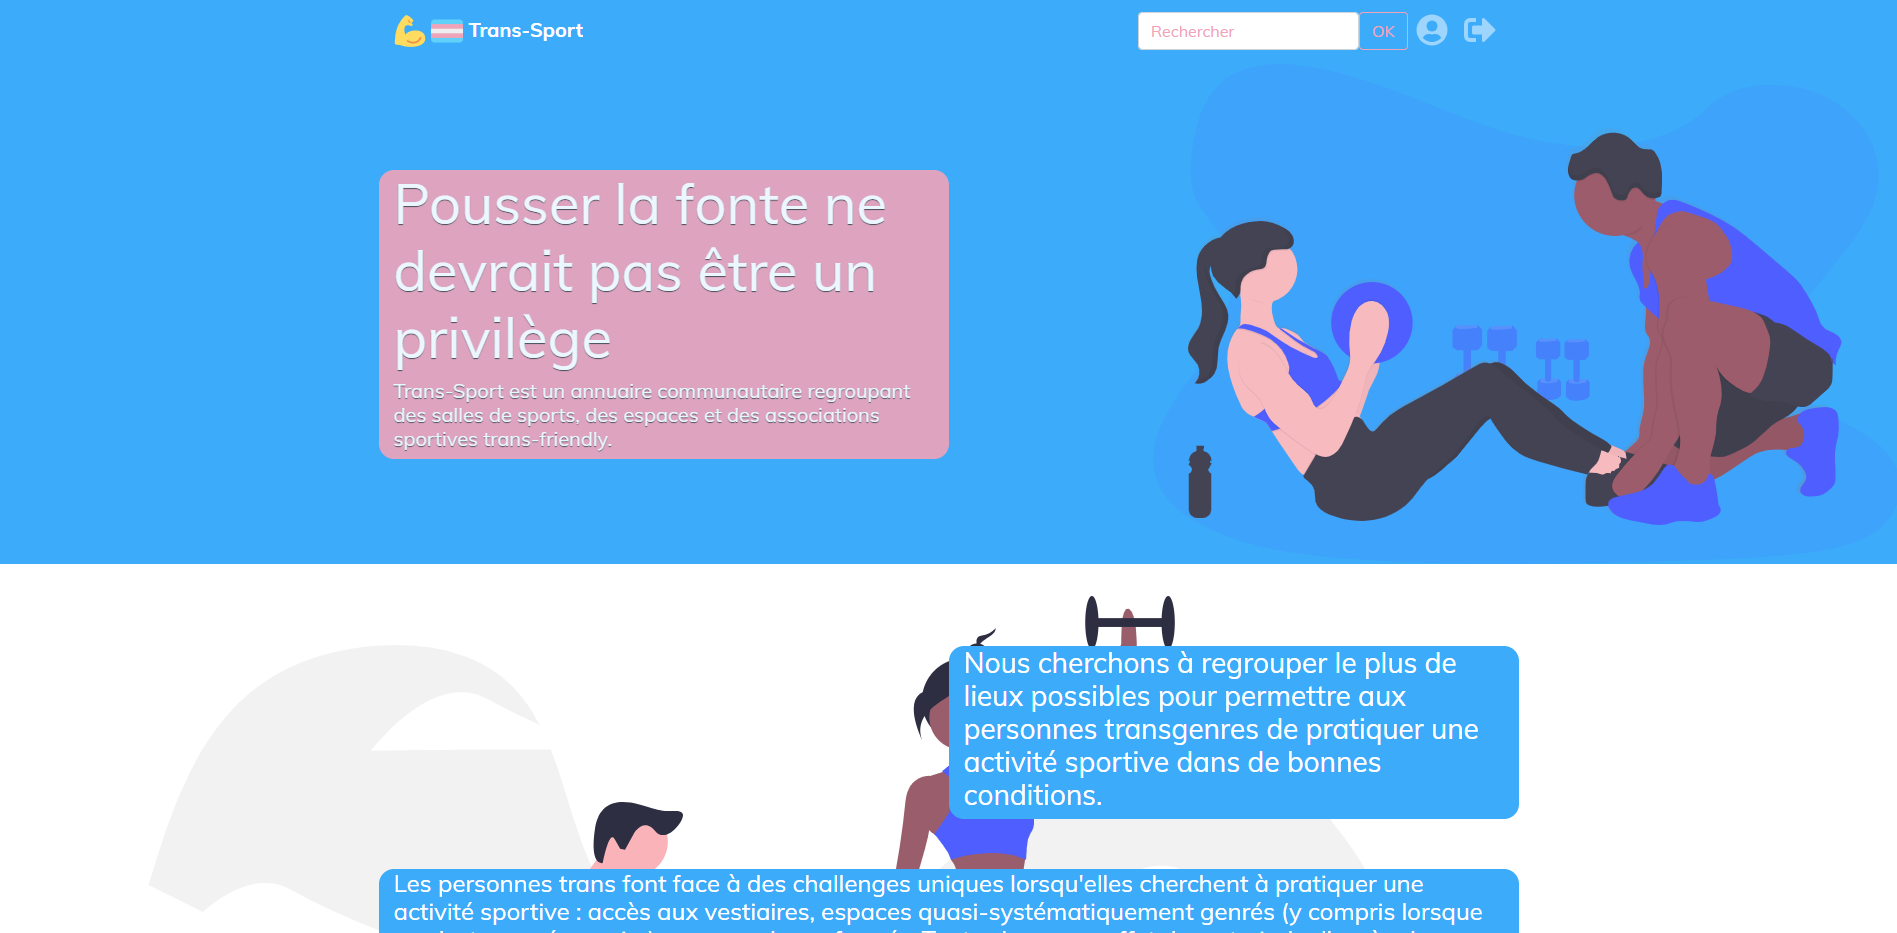 Trans-Sport
Rechercher
OK
Pousser la fonte ne
devrait pas être un
privilège
Trans-Sport est un annuaire communautaire regroupant
des salles de sports, des espaces et des associations
sportives trans-friendly.
Nous cherchons à regrouper le plus de
lieux possibles pour permettre aux
personnes transgenres de pratiquer une
activité sportive dans de bonnes
conditions.
Les personnes trans font face à des challenges uniques lorsqu'elles cherchent à pratiquer une
activité sportive : accès aux vestiaires, espaces quasi-systématiquement genrés (y compris lorsque